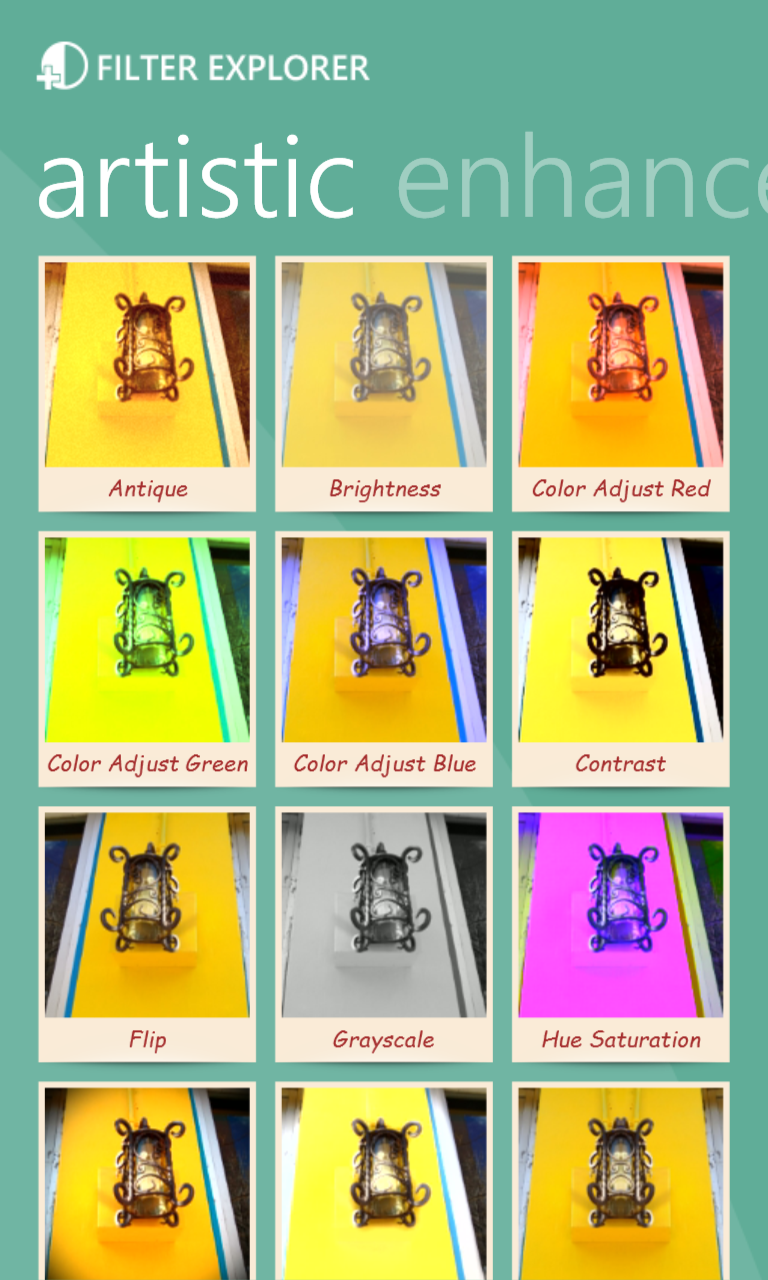 FILTER EXPLORER
artistic enhance
Antique
Brightness
Color Adjust Red
Color Adjust Green
Color Adjust Blue
Contrast
Flip
Grayscale
Hue Saturation